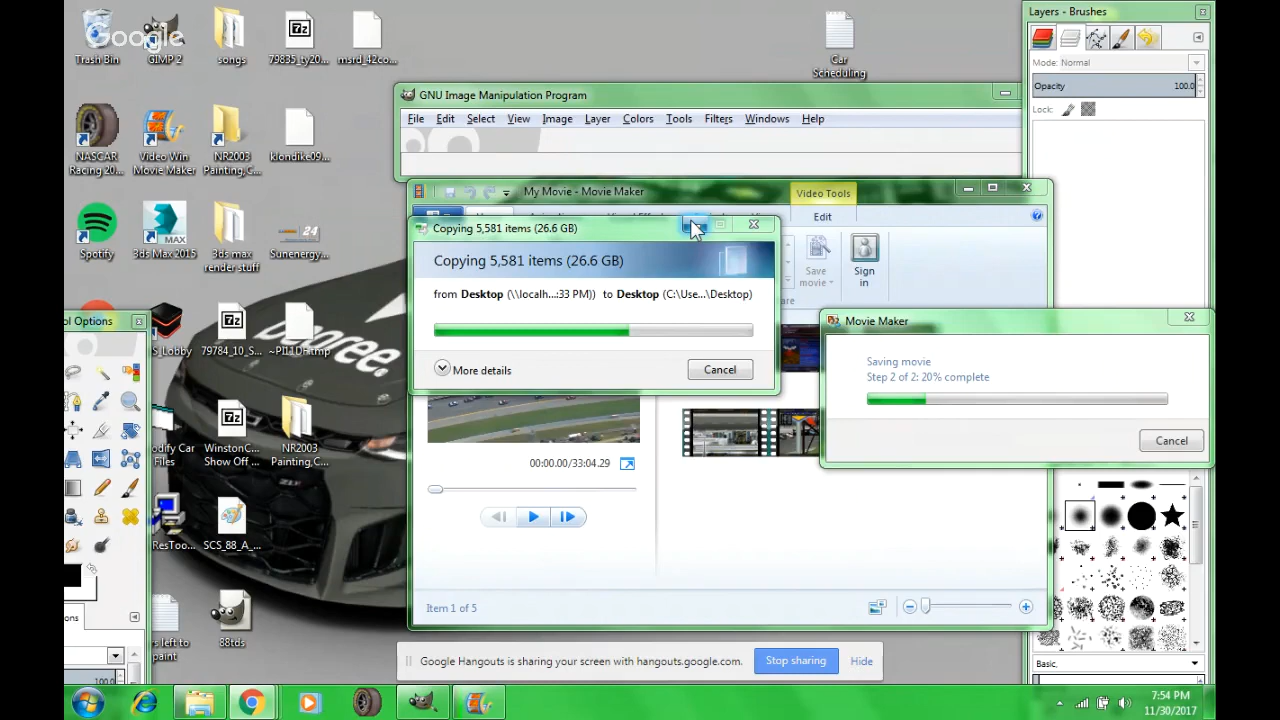 Google
Trash Bin
GIMP 2
songs
79835_ty20...
msrd_42co...
Car
Scheduling
NASCAR
Racing 20...
Video Win
Movie Maker
NR2003
Painting,C...
klondike09...
Spotify
3ds Max 2015
3ds max
render stuff
Sunenergy...
S_Lobby
79784_10_S...
~PI11DF.tmp
odify Car
Files
WinstonC...
Show Off ...
NR2003
Painting,C...
ResToo...
SCS_88_A_...
s left to
paint
88tds
ol Options
ons
100.0
GNU Image Manipulation Program
File Edit Select View Image Layer Colors Tools Filters Windows Help
My Movie - Movie Maker
Video Tools
Edit
Save
movie
Sign
in
are
Copying 5,581 items (26.6 GB)
Copying 5,581 items (26.6 GB)
from Desktop (\\localh...:33 PM)) to Desktop (C:\Use...\Desktop)
More details
Cancel
00:00.00/33:04.29
Item 1 of 5
Movie Maker
Saving movie
Step 2 of 2: 20% complete
Cancel
Layers - Brushes
Mode: Normal
Opacity 100.0
Lock:
Basic,
Google Hangouts is sharing your screen with hangouts.google.com.
Stop sharing
Hide
7:54 PM
11/30/2017